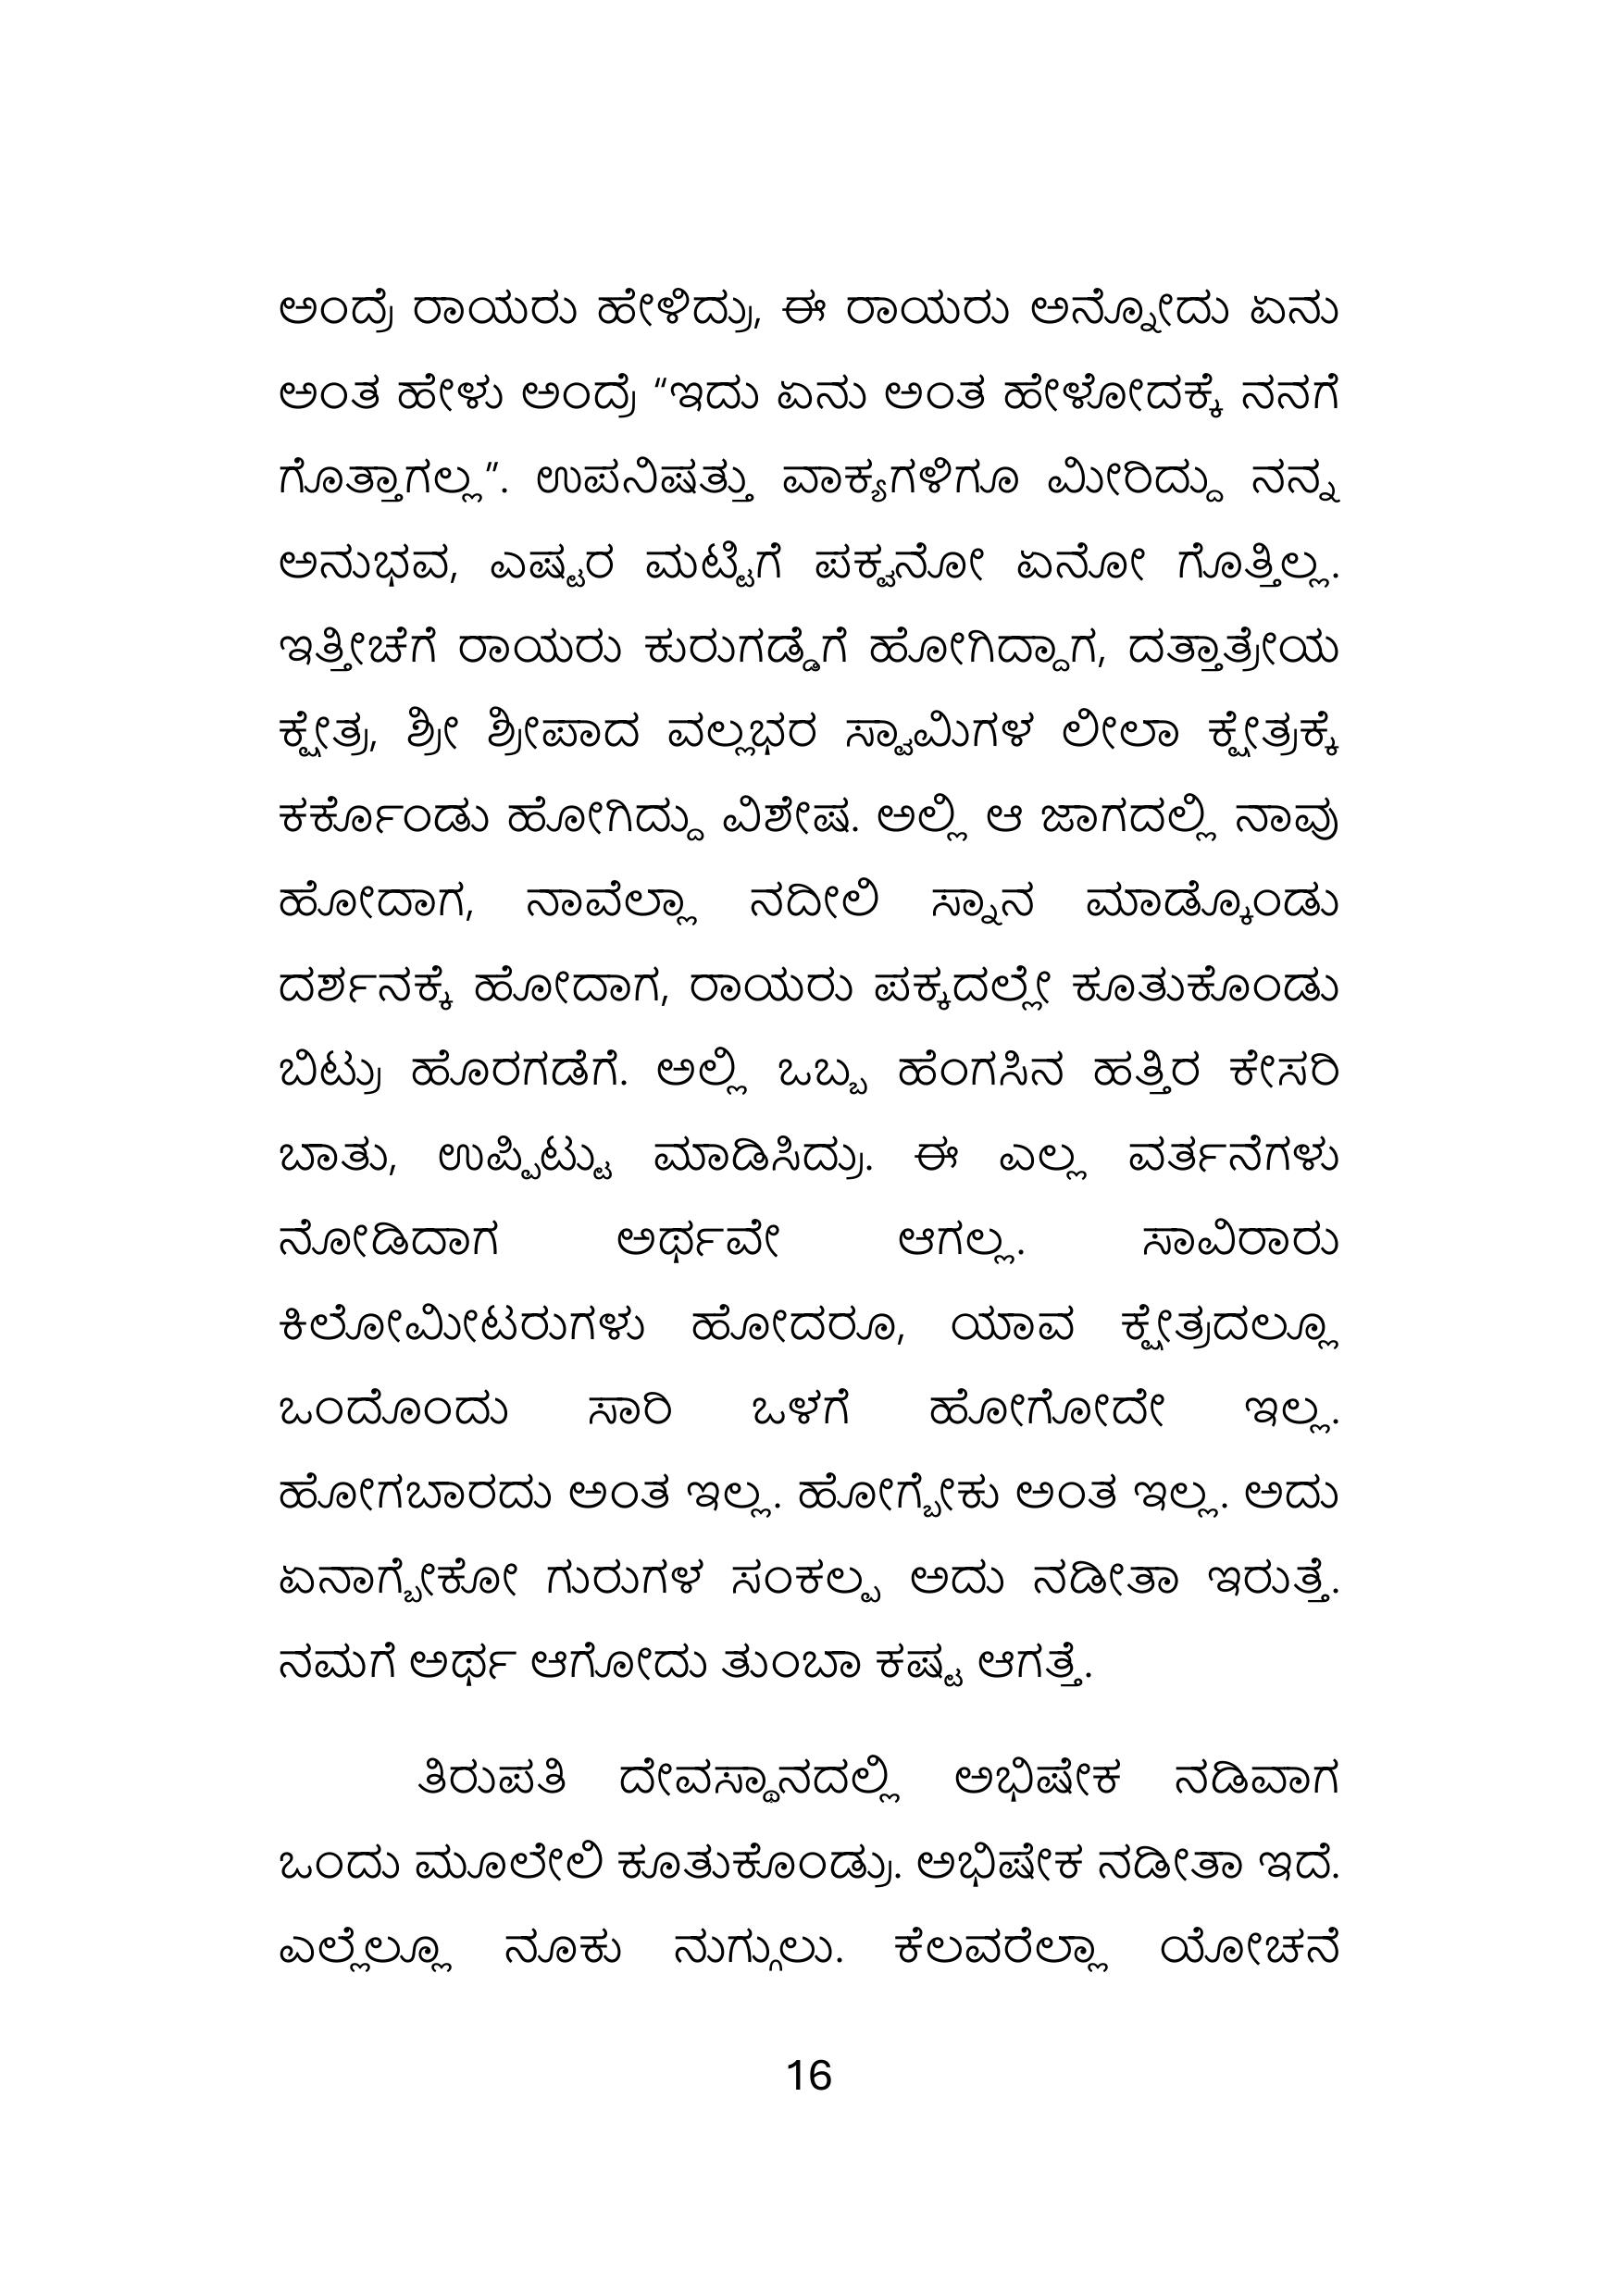 ಅಂದ್ರೆ ರಾಯರು ಹೇಳಿದ್ರು, ಈ ರಾಯರು ಅನ್ನೋದು ಏನು
ಅಂತ ಹೇಳು ಅಂದ್ರೆ “ಇದು ಏನು ಅಂತ ಹೇಳೋದಕ್ಕೆ ನನಗೆ
ಗೊತ್ತಾಗಲ್ಲ”. ಉಪನಿಷತ್ತು ವಾಕ್ಯಗಳಿಗೂ ಮೀರಿದ್ದು ನನ್ನ
ಅನುಭವ, ಎಷ್ಟರ ಮಟ್ಟಿಗೆ ಪಕ್ವನೋ ಏನೋ ಗೊತ್ತಿಲ್ಲ.
ಇತ್ತೀಚೆಗೆ ರಾಯರು ಕುರುಗಡ್ಡೆಗೆ ಹೋಗಿದ್ದಾಗ, ದತ್ತಾತ್ರೇಯ
ಕ್ಷೇತ್ರ, ಶ್ರೀ ಶ್ರೀಪಾದ ವಲ್ಲಭರ ಸ್ವಾಮಿಗಳ ಲೀಲಾ ಕ್ಷೇತ್ರಕ್ಕೆ
ಕರ್ಕೊಂಡು ಹೋಗಿದ್ದು ವಿಶೇಷ. ಅಲ್ಲಿ ಆ ಜಾಗದಲ್ಲಿ ನಾವು
ಹೋದಾಗ, ನಾವೆಲ್ಲಾ ನದೀಲಿ ಸ್ನಾನ ಮಾಡ್ಕೊಂಡು
ದರ್ಶನಕ್ಕೆ ಹೋದಾಗ, ರಾಯರು ಪಕ್ಕದಲ್ಲೇ ಕೂತುಕೊಂಡು
ಬಿಟ್ರು ಹೊರಗಡೆಗೆ. ಅಲ್ಲಿ ಒಬ್ಬ ಹೆಂಗಸಿನ ಹತ್ತಿರ ಕೇಸರಿ
ಬಾತು, ಉಪ್ಪಿಟ್ಟು ಮಾಡಿಸಿದ್ರು. ಈ ಎಲ್ಲ ವರ್ತನೆಗಳು
ನೋಡಿದಾಗ ಅರ್ಥವೇ ಆಗಲ್ಲ. ಸಾವಿರಾರು
ಕಿಲೋಮೀಟರುಗಳು ಹೋದರೂ, ಯಾವ ಕ್ಷೇತ್ರದಲ್ಲೂ
ಒಂದೊಂದು ಸಾರಿ ಒಳಗೆ ಹೋಗೋದೇ ಇಲ್ಲ.
ಹೋಗಬಾರದು ಅಂತ ಇಲ್ಲ. ಹೋಗ್ಬೇಕು ಅಂತ ಇಲ್ಲ. ಅದು
ಏನಾಗ್ಬೇಕೋ ಗುರುಗಳ ಸಂಕಲ್ಪ ಅದು ನಡೀತಾ ಇರುತ್ತೆ.
ನಮಗೆ ಅರ್ಥ ಆಗೋದು ತುಂಬಾ ಕಷ್ಟ ಆಗತ್ತೆ.
ತಿರುಪತಿ ದೇವಸ್ಥಾನದಲ್ಲಿ ಅಭಿಷೇಕ ನಡಿವಾಗ
ಒಂದು ಮೂಲೇಲಿ ಕೂತುಕೊಂಡ್ರು. ಅಭಿಷೇಕ ನಡೀತಾ ಇದೆ.
ಎಲ್ಲೆಲ್ಲೂ ನೂಕು ನುಗ್ಗುಲು. ಕೆಲವರೆಲ್ಲಾ ಯೋಚನೆ
16